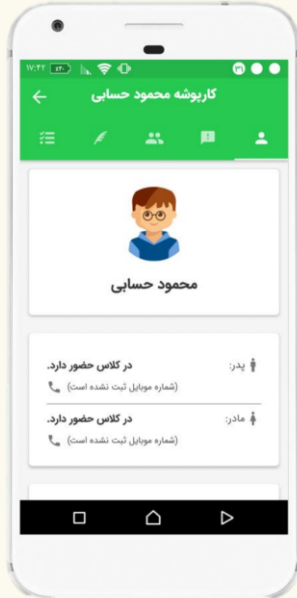 ۱۷:۴۲
کارپوشه محمود حسابی
محمود حسابی
پدر: در کلاس حضور دارد.
(شماره موبایل ثبت نشده است)
مادر: در کلاس حضور دارد.
(شماره موبایل ثبت نشده است)